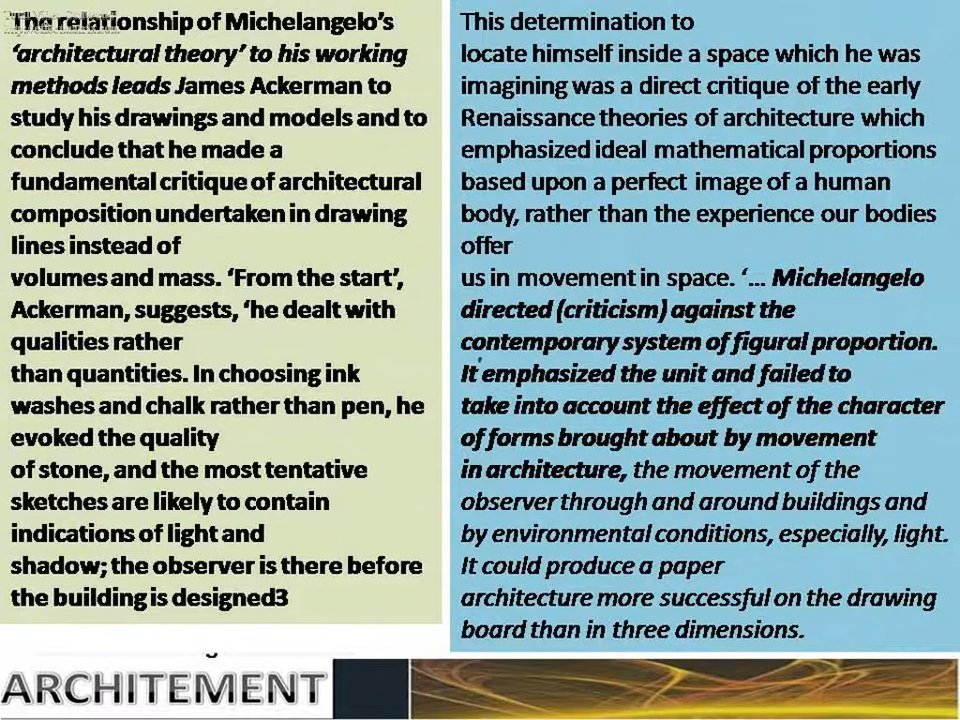 The relationship of Michelangelo’s
‘architectural theory’ to his working
methods leads James Ackerman to
study his drawings and models and to
conclude that he made a
fundamental critique of architectural
composition undertaken in drawing
lines instead of
volumes and mass. ‘From the start’,
Ackerman, suggests, ‘he dealt with
qualities rather
than quantities. In choosing ink
washes and chalk rather than pen, he
evoked the quality
of stone, and the most tentative
sketches are likely to contain
indications of light and
shadow; the observer is there before
the building is designed3
This determination to
locate himself inside a space which he was
imagining was a direct critique of the early
Renaissance theories of architecture which
emphasized ideal mathematical proportions
based upon a perfect image of a human
body, rather than the experience our bodies
offer
us in movement in space. ‘... Michelangelo
directed (criticism) against the
contemporary system of figural proportion.
It emphasized the unit and failed to
take into account the effect of the character
of forms brought about by movement
in architecture, the movement of the
observer through and around buildings and
by environmental conditions, especially, light.
It could produce a paper
architecture more successful on the drawing
board than in three dimensions.
ARCHITEMENT